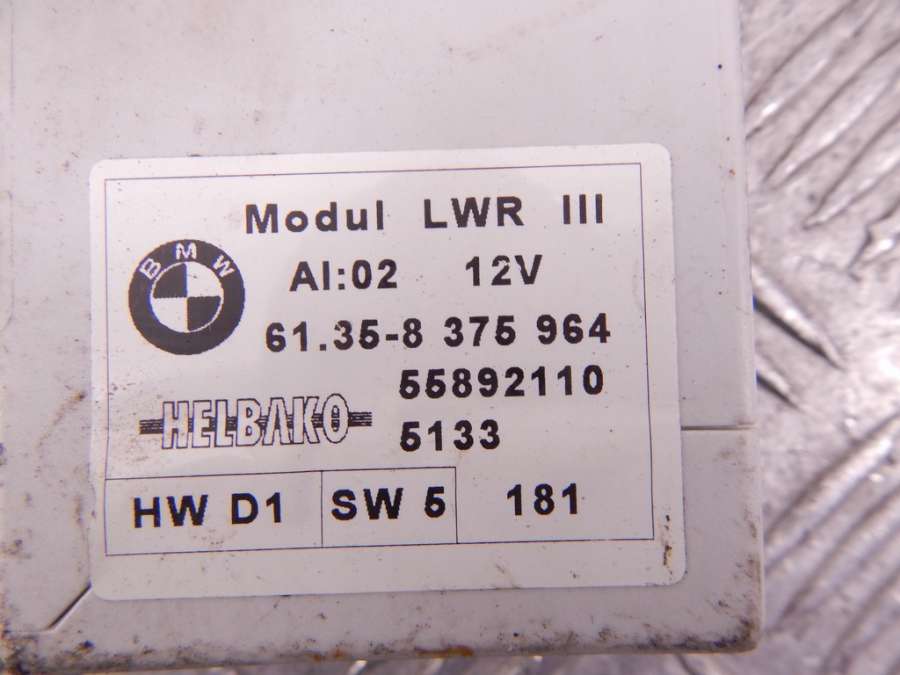 Modul LWR III
BMW
AI:02 12V
61.35-8 375 964
55892110
HELBAKO
5133
HW D1 SW 5 181